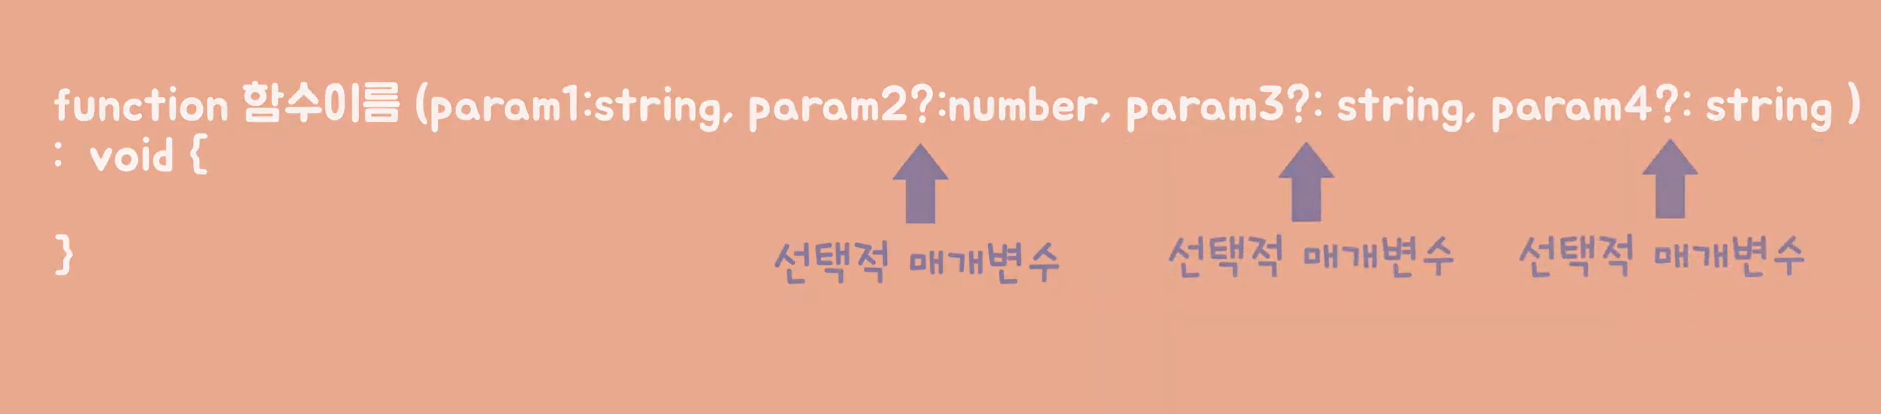 function 함수이름 (param1:string, param2?:number, param3?: string, param4?: string )
: void {
}
선택적 매개변수
선택적 매개변수
선택적 매개변수